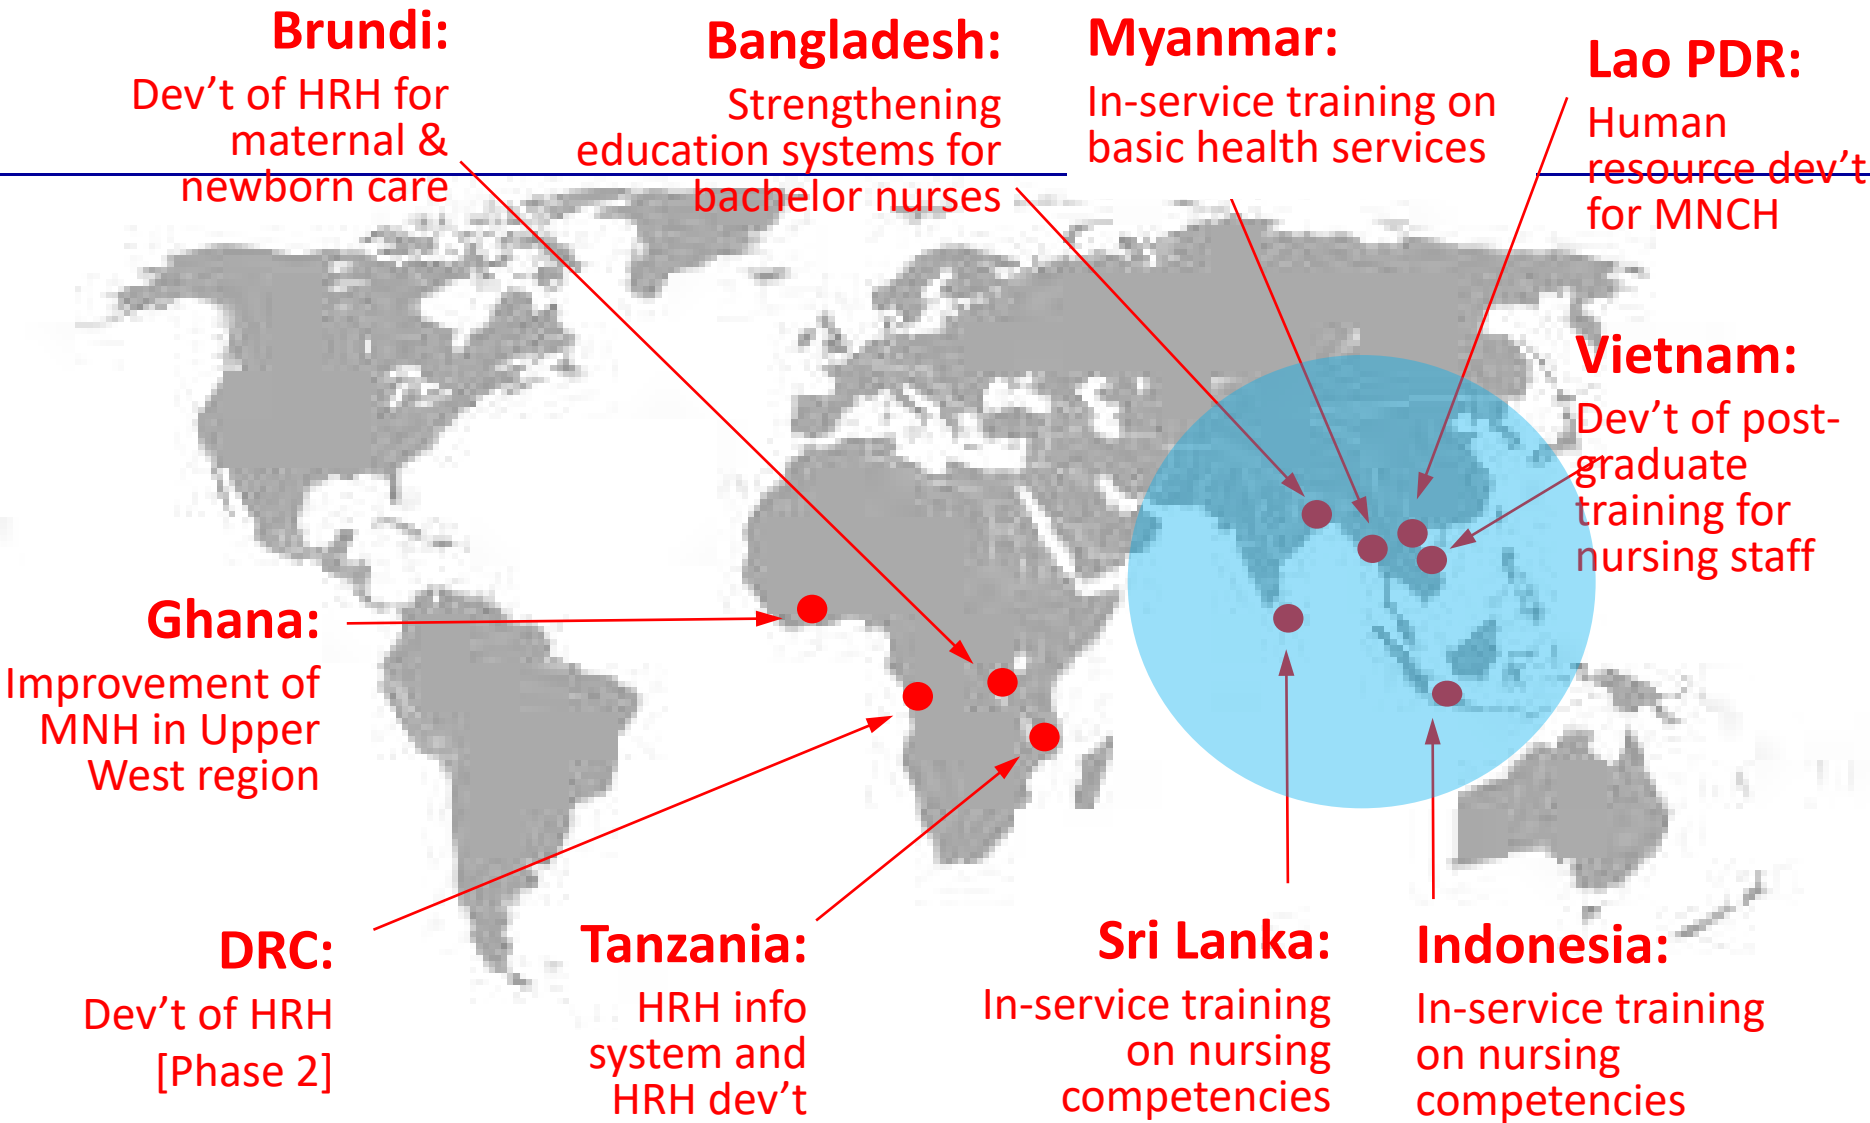 Brundi:
Dev't of HRH for
maternal &
newborn care
Bangladesh:
Strengthening
education systems for
bachelor nurses
Myanmar:
In-service training on
basic health services
Lao PDR:
Human
resource dev't
for MNCH
Vietnam:
Dev't of post-
graduate
training for
nursing staff
Ghana:
Improvement of
MNH in Upper
West region
DRC:
Dev't of HRH
[Phase 2]
Tanzania:
HRH info
system and
HRH dev't
Sri Lanka:
In-service training
on nursing
competencies
Indonesia:
In-service training
on nursing
competencies